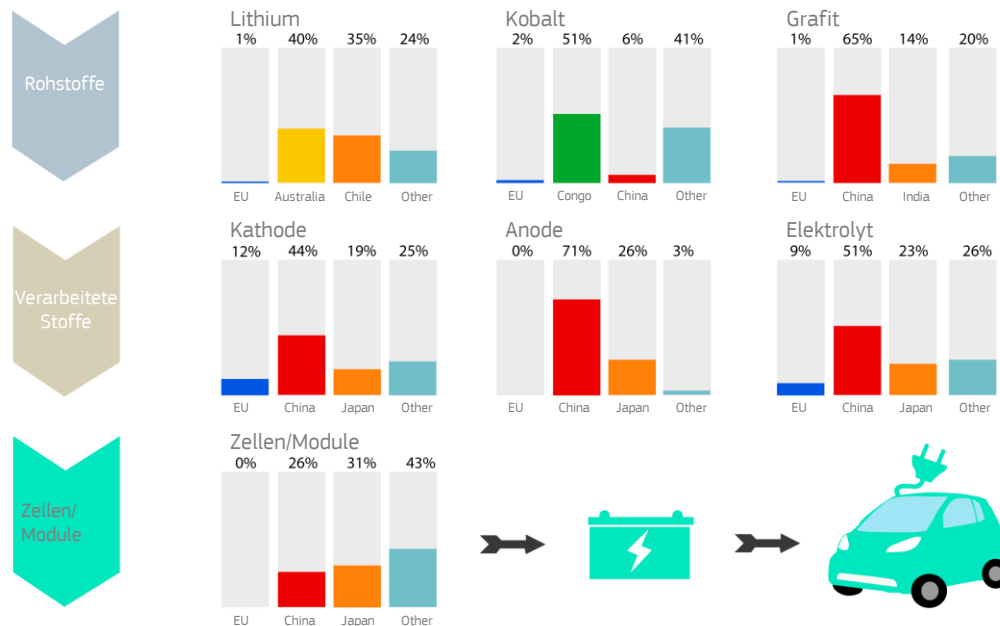 Lithium
1% 40% 35% 24%
EU Australia Chile Other
Kobalt
2% 51% 6% 41%
EU Congo China Other
Grafit
1% 65% 14% 20%
EU China India Other
Rohstoffe
Kathode
12% 44% 19% 25%
EU China Japan Other
Anode
0% 71% 26% 3%
EU China Japan Other
Elektrolyt
9% 51% 23% 26%
EU China Japan Other
Verarbeitete
Stoffe
Zellen/Module
0% 26% 31% 43%
EU China Japan Other
Zellen/
Module